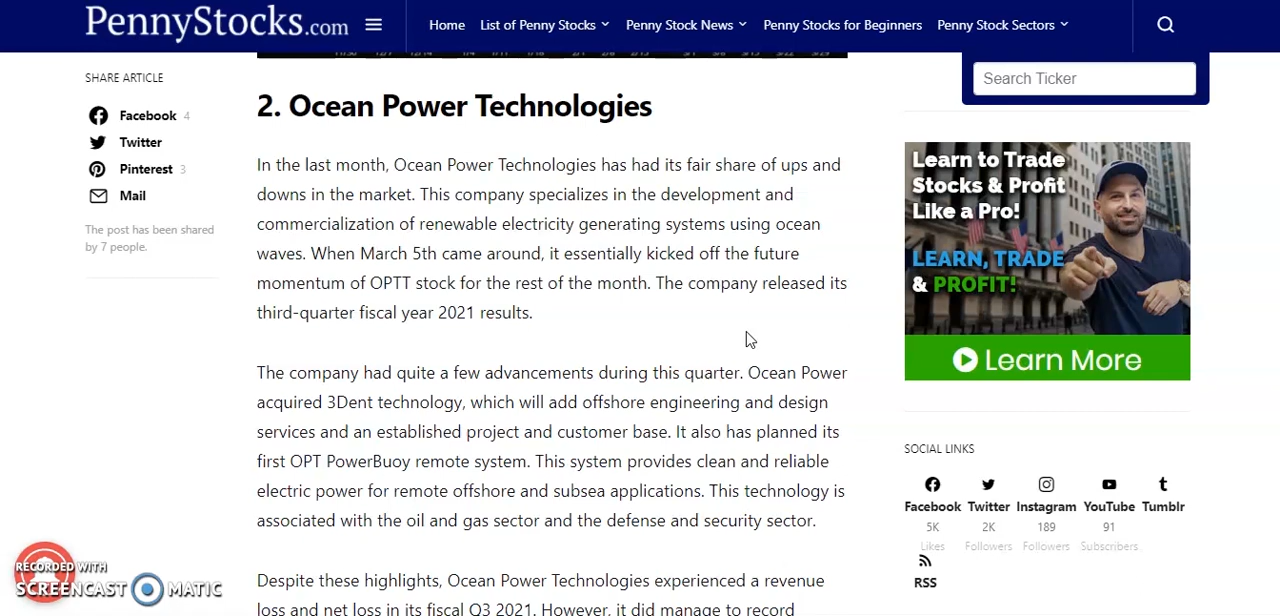 PennyStocks.com
Home List of Penny Stocks Penny Stock News Penny Stocks for Beginners Penny Stock Sectors
Search Ticker
SHARE ARTICLE
Facebook 4
Twitter
Pinterest 3
Mail
The post has been shared
by 7 people.
2. Ocean Power Technologies
In the last month, Ocean Power Technologies has had its fair share of ups and
downs in the market. This company specializes in the development and
commercialization of renewable electricity generating systems using ocean
waves. When March 5th came around, it essentially kicked off the future
momentum of OPTT stock for the rest of the month. The company released its
third-quarter fiscal year 2021 results.
The company had quite a few advancements during this quarter. Ocean Power
acquired 3Dent technology, which will add offshore engineering and design
services and an established project and customer base. It also has planned its
first OPT PowerBuoy remote system. This system provides clean and reliable
electric power for remote offshore and subsea applications. This technology is
associated with the oil and gas sector and the defense and security sector.
Despite these highlights, Ocean Power Technologies experienced a revenue
loss and net loss in its fiscal Q3 2021. However, it did manage to record
Learn to Trade
Stocks & Profit
Like a Pro!
LEARN, TRADE
& PROFIT!
Learn More
SOCIAL LINKS
Facebook Twitter Instagram YouTube Tumblr
5K 2K 189 91
Likes Followers Followers Subscribers
RSS
RECORDED WITH
SCREENCAST MATIC